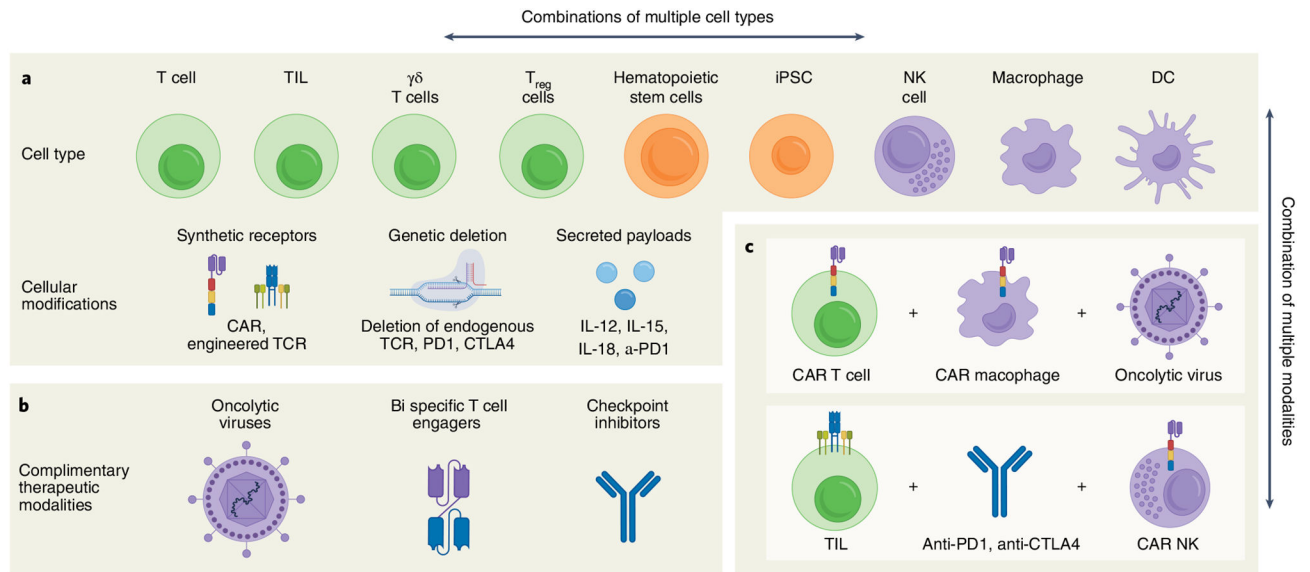 Combinations of multiple cell types
a
T cell
TIL
γδ
T cells
Treg
cells
Hematopoietic
stem cells
iPSC
NK
cell
Macrophage
DC
Cell type
Cellular
modifications
Synthetic receptors
CAR,
engineered TCR
Genetic deletion
Deletion of endogenous
TCR, PD1, CTLA4
Secreted payloads
IL-12, IL-15,
IL-18, a-PD1
b
Complimentary
therapeutic
modalities
Oncolytic
viruses
Bi specific T cell
engagers
Checkpoint
inhibitors
c
CAR T cell
+
CAR macophage
+
Oncolytic virus
TIL
+
Anti-PD1, anti-CTLA4
+
CAR NK
Combination of multiple modalities